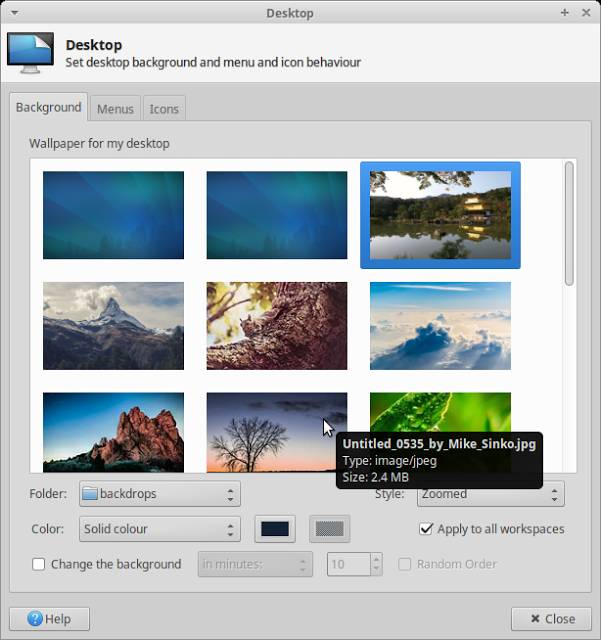 Desktop
Desktop
Set desktop background and menu and icon behaviour
Background Menus Icons
Wallpaper for my desktop
Untitled_0535_by_Mike_Sinko.jpg
Type: image/jpeg
Size: 2.4 MB
Folder: backdrops Style: Zoomed
Color: Solid colour Apply to all workspaces
Change the background in minutes: 10 Random Order
Help Close